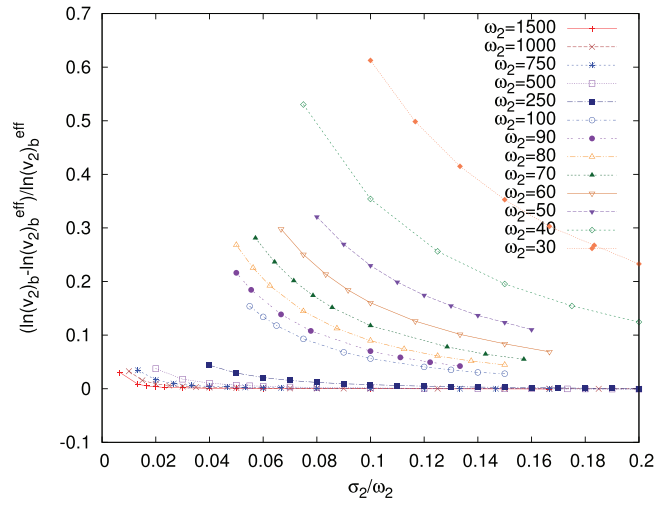 0.7
0.6
0.5
0.4
0.3
0.2
0.1
0
-0.1
(ln(v₂)_b-ln(v₂)_b^eff)/ln(v₂)_b^eff
ω₂=1500
ω₂=1000
ω₂=750
ω₂=500
ω₂=250
ω₂=100
ω₂=90
ω₂=80
ω₂=70
ω₂=60
ω₂=50
ω₂=40
ω₂=30
0 0.02 0.04 0.06 0.08 0.1 0.12 0.14 0.16 0.18 0.2
σ₂/ω₂